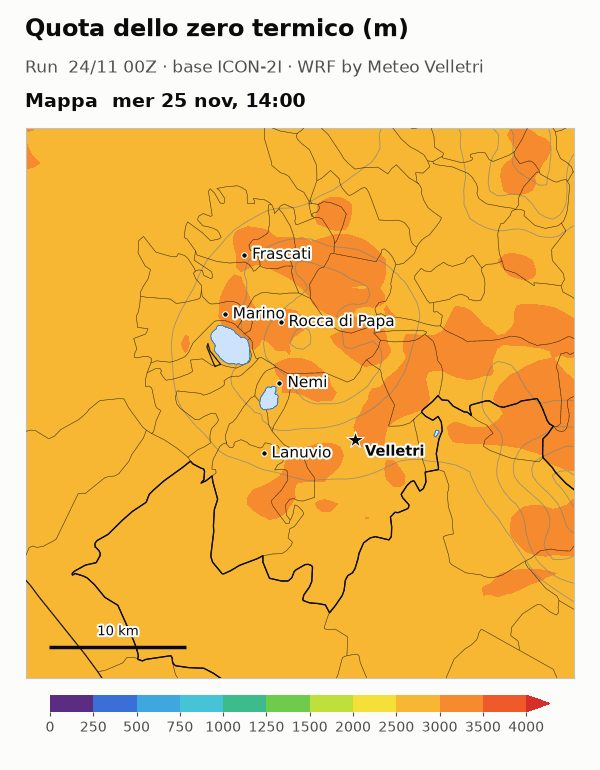 Quota dello zero termico (m)
Run 24/11 00Z · base ICON-2I · WRF by Meteo Velletri
Mappa mer 25 nov, 14:00
Frascati
Marino
Rocca di Papa
Nemi
Velletri
Lanuvio
10 km
0 250 500 750 1000 1250 1500 2000 2500 3000 3500 4000